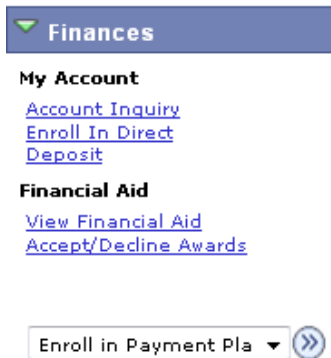 Finances
My Account
Account Inquiry
Enroll In Direct
Deposit
Financial Aid
View Financial Aid
Accept/Decline Awards
Enroll in Payment Pla